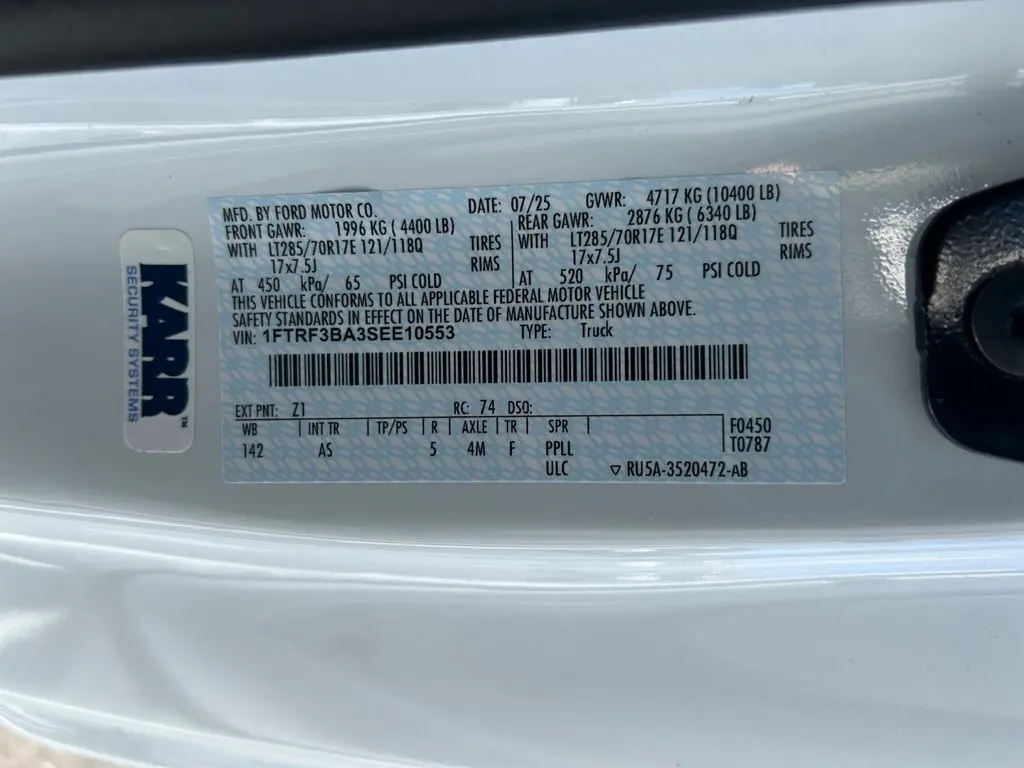 MFD. BY FORD MOTOR CO. DATE: 07/25 GVWR: 4717 KG (10400 LB)
FRONT GAWR: 1996 KG ( 4400 LB) REAR GAWR: 2876 KG ( 6340 LB)
WITH LT285/70R17E 121/118Q TIRES WITH LT285/70R17E 121/118Q TIRES
17x7.5J RIMS 17x7.5J RIMS
AT 450 kPa/ 65 PSI COLD AT 520 kPa/ 75 PSI COLD
THIS VEHICLE CONFORMS TO ALL APPLICABLE FEDERAL MOTOR VEHICLE
SAFETY STANDARDS IN EFFECT ON THE DATE OF MANUFACTURE SHOWN ABOVE.
VIN: 1FTRF3BA3SEE10553 TYPE: Truck
EXT PNT: Z1 RC: 74 DSO:
WB INT TR TP/PS R AXLE TR SPR F0450
142 AS 5 4M F PPLL T0787
ULC ▽ RU5A-3520472-AB
KARR™
SECURITY SYSTEMS